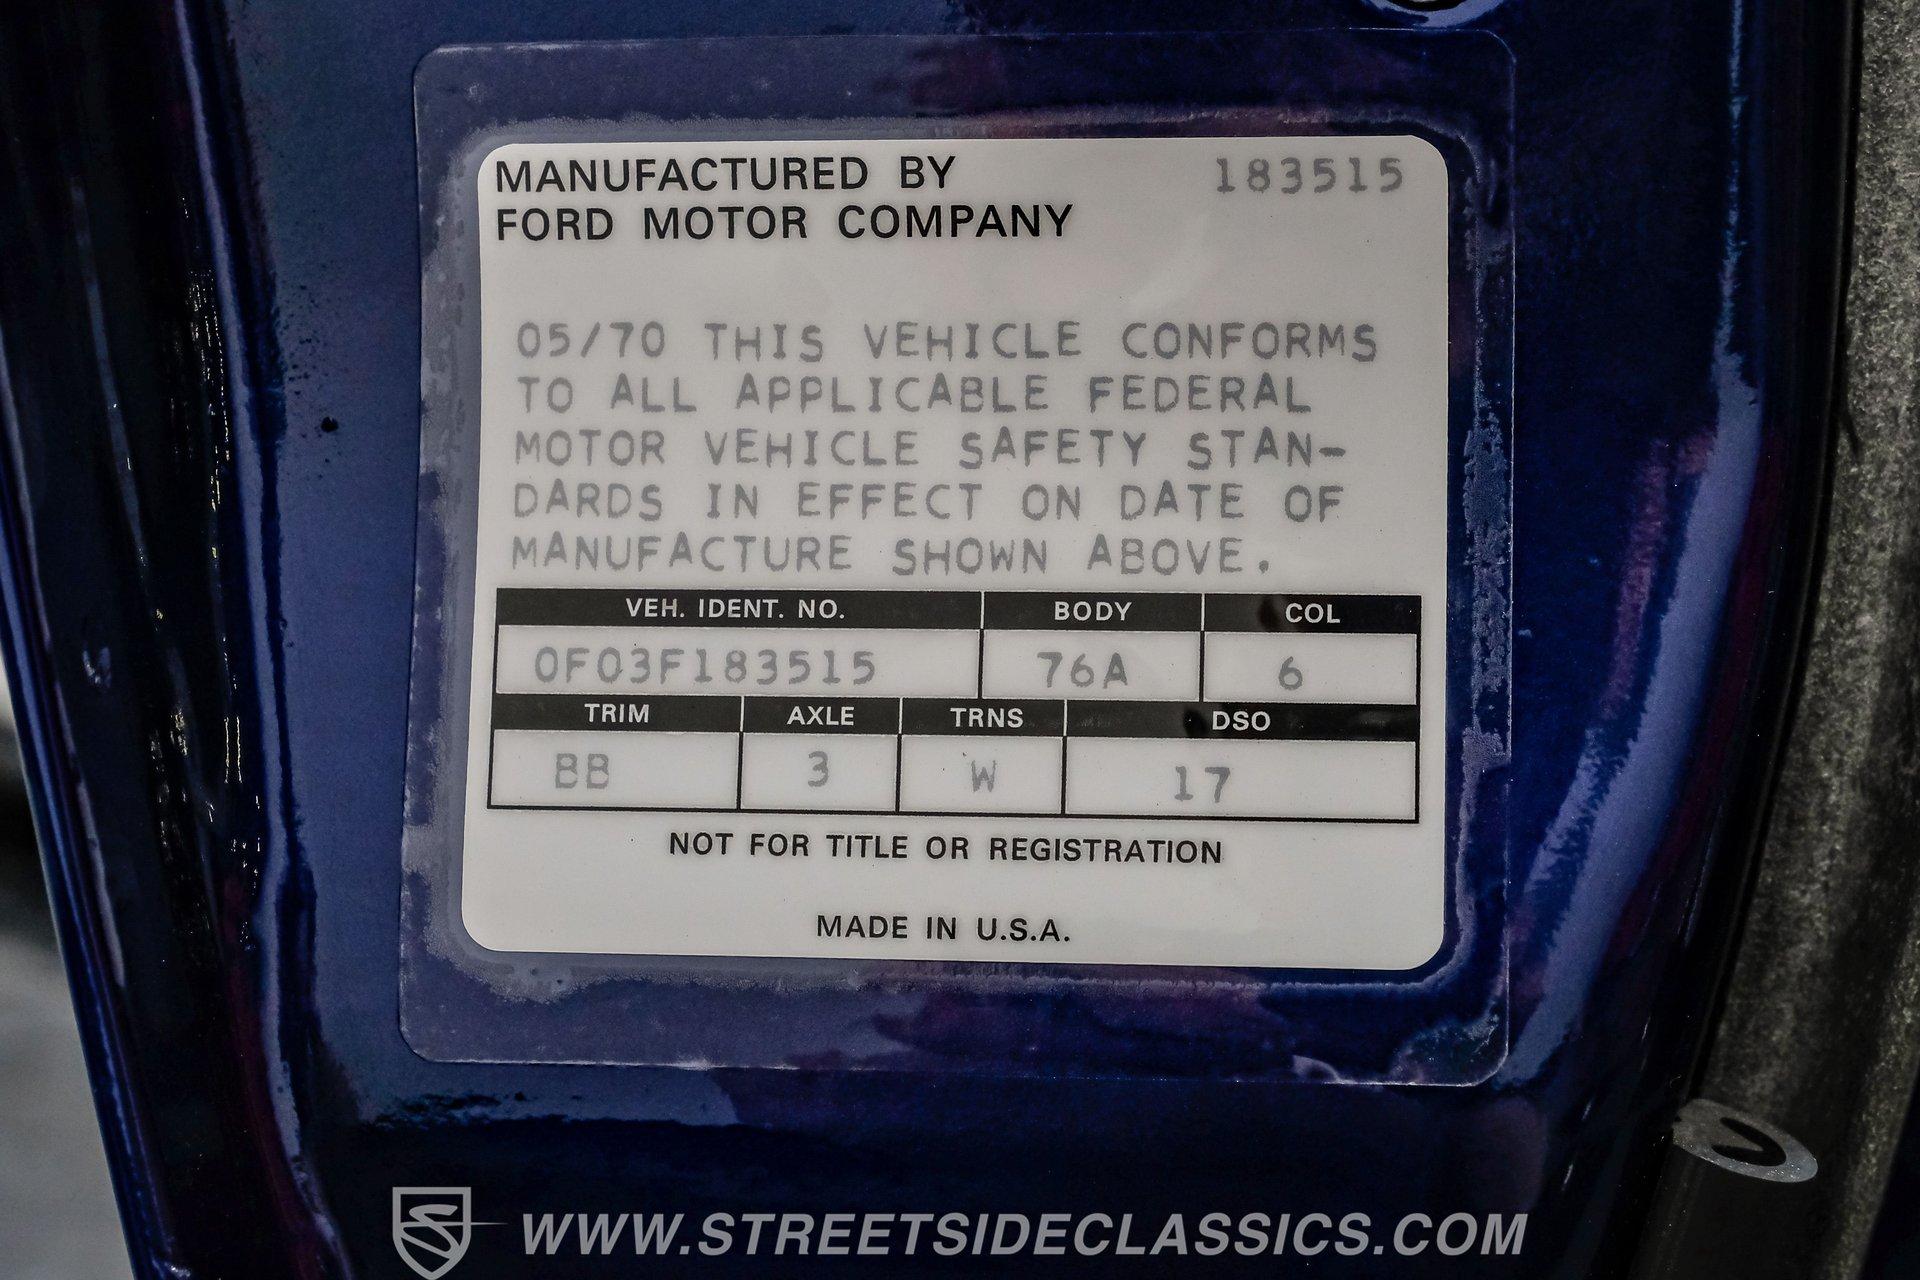 MANUFACTURED BY 183515
FORD MOTOR COMPANY
05/70 THIS VEHICLE CONFORMS
TO ALL APPLICABLE FEDERAL
MOTOR VEHICLE SAFETY STAN-
DARDS IN EFFECT ON DATE OF
MANUFACTURE SHOWN ABOVE.
VEH. IDENT. NO. BODY COL
0F03F183515 76A 6
TRIM AXLE TRNS DSO
BB 3 W 17
NOT FOR TITLE OR REGISTRATION
MADE IN U.S.A.
WWW.STREETSIDECLASSICS.COM